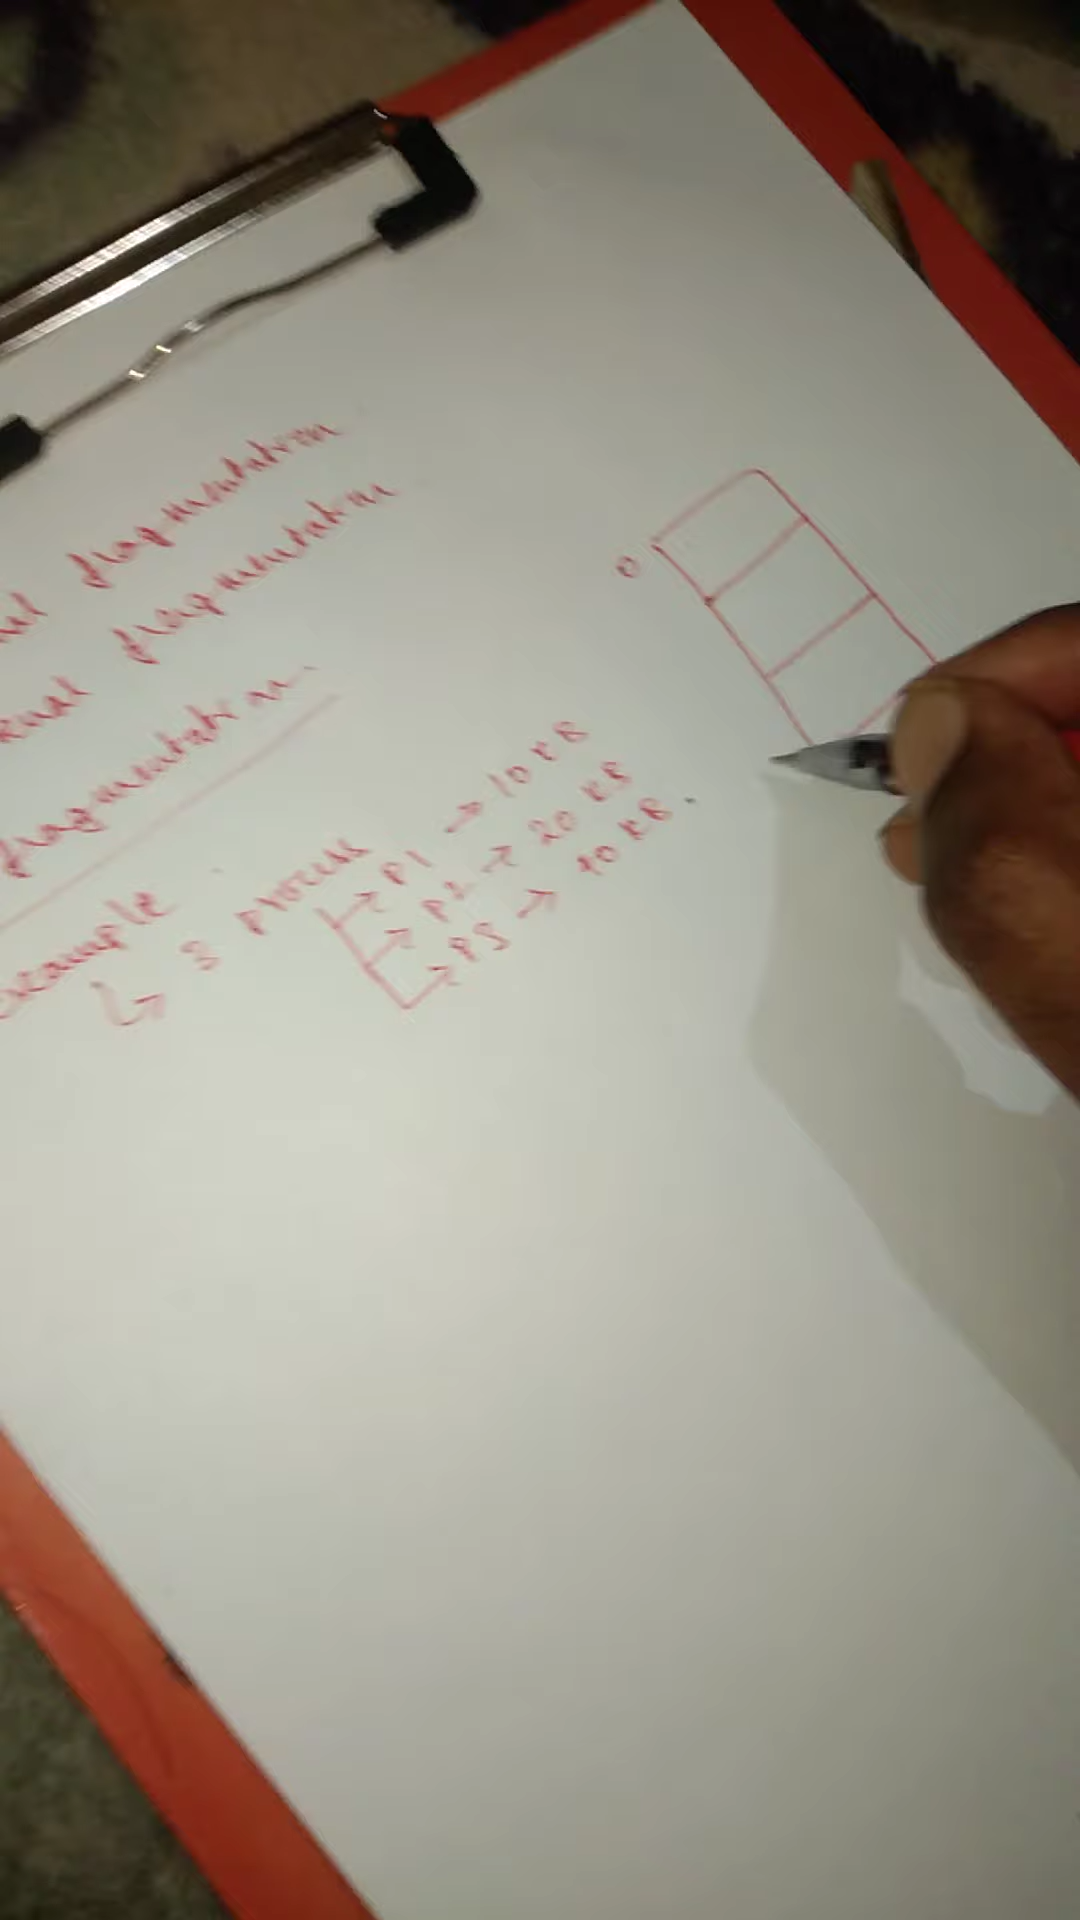 fragmentation
fragmentation
fragmentation
example
↳ 3 process
→ P1 → 10 KB
→ P2 → 20 KB
→ P3 → 10 KB.
0